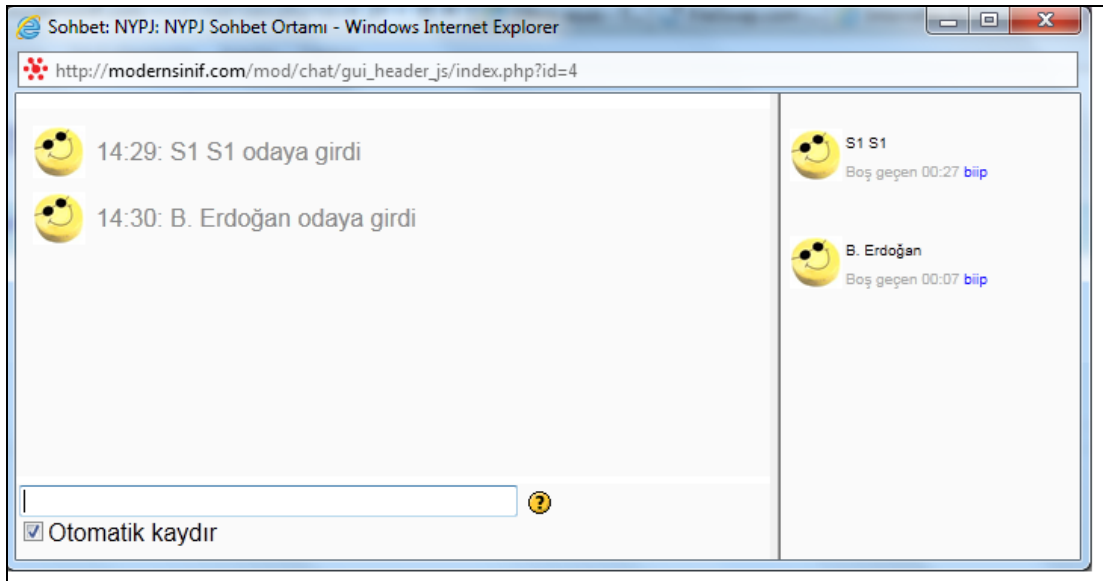 Sohbet: NYPJ: NYPJ Sohbet Ortamı - Windows Internet Explorer
http://modernsinif.com/mod/chat/gui_header_js/index.php?id=4
14:29: S1 S1 odaya girdi
14:30: B. Erdoğan odaya girdi
S1 S1
Boş geçen 00:27 biip
B. Erdoğan
Boş geçen 00:07 biip
Otomatik kaydır